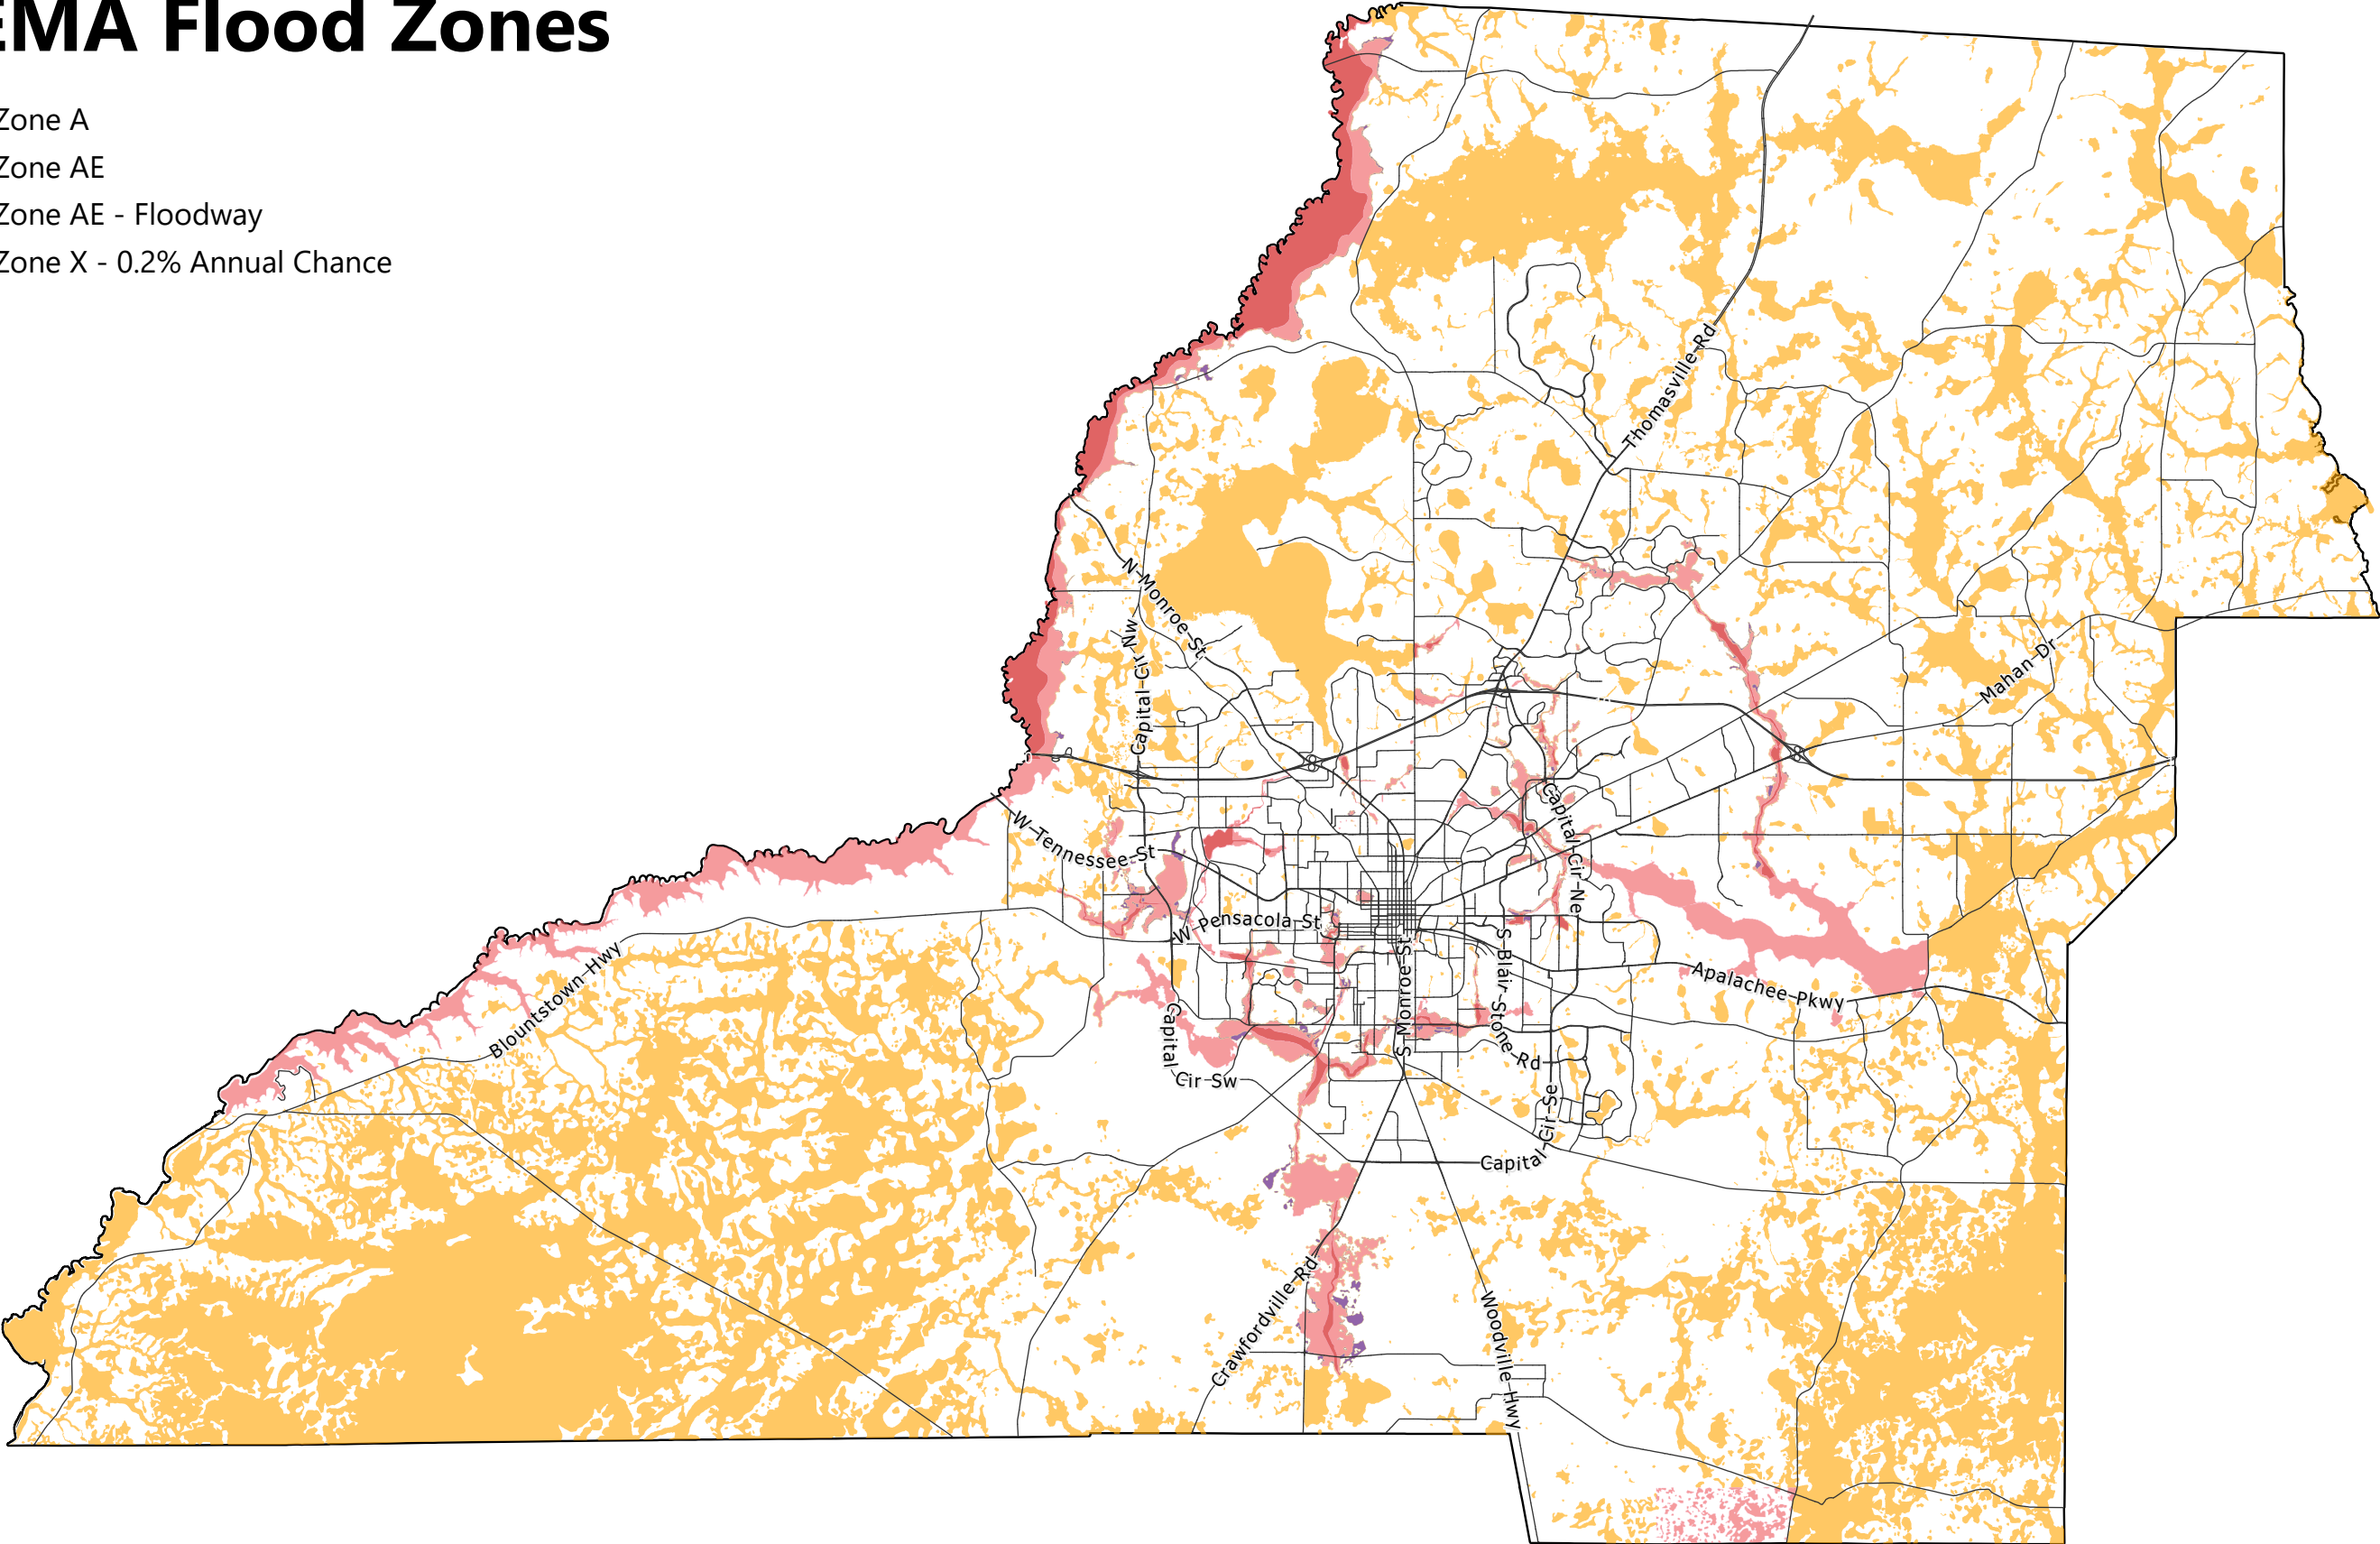 EMA Flood Zones
Zone A
Zone AE
Zone AE - Floodway
Zone X - 0.2% Annual Chance
Thomasville Rd
N Monroe St
Capital Cir Nw
Mahan Dr
W Tennessee St
Capital Cir Ne
W Pensacola St
S Blair Stone Rd
S Monroe St
Blountstown Hwy
Apalachee Pkwy
Capital Cir Sw
Capital Cir Se
Crawfordville Rd
Woodville Hwy